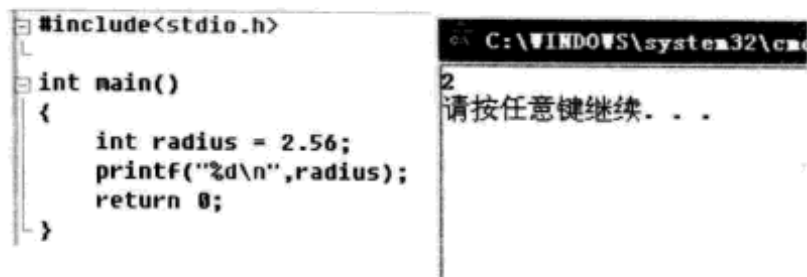 #include<stdio.h>
int main()
{
int radius = 2.56;
printf("%d\n",radius);
return 0;
}
C:\WINDOWS\system32\cmd
2
请按任意键继续. . .